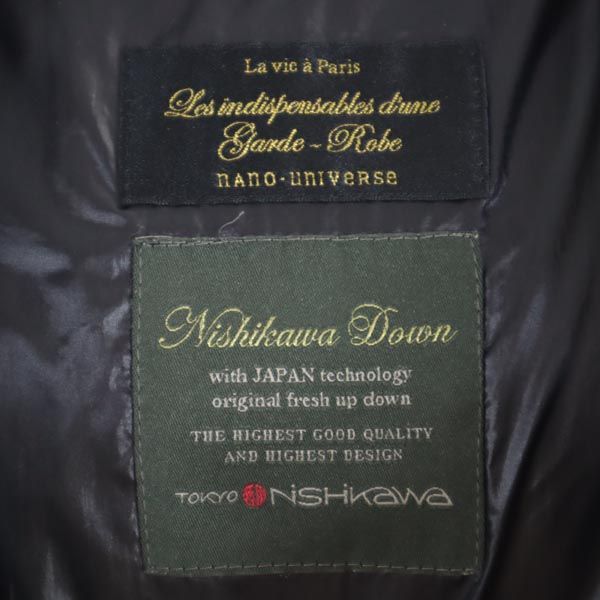 La vie à Paris
Les indispensables d'une
Garde - Robe
nano·universe
Nishikawa Down
with JAPAN technology
original fresh up down
THE HIGHEST GOOD QUALITY
AND HIGHEST DESIGN
TOKYO NiSHiKaWa